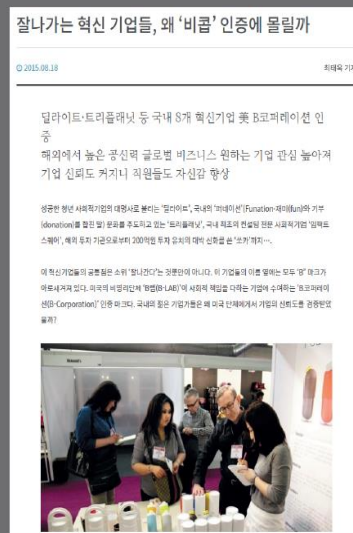 잘나가는 혁신 기업들, 왜 ‘비콥’ 인증에 몰릴까
2015.08.18
최태욱 기자
딜라이트·트리플래닛 등 국내 8개 혁신기업 美 B코퍼레이션 인
증
해외에서 높은 공신력 글로벌 비즈니스 원하는 기업 관심 높아져
기업 신뢰도 커지니 직원들도 자신감 향상
성공한 청년 사회적기업의 대명사로 불리는 '딜라이트', 국내의 '퍼네이션'(Funation·재미(fun)와 기부
(donation)를 합친 말) 문화를 주도하고 있는 '트리플래닛', 국내 최초의 컨설팅 전문 사회적기업 '임팩트
스퀘어', 해외 투자 기관으로부터 200억원 투자 유치의 대박 신화를 쓴 '쏘카'까지….
이 혁신기업들의 공통점은 소위 '잘나간다'는 것뿐만이 아니다. 이 기업들의 이름 옆에는 모두 'B' 마크가
아로새겨져 있다. 미국의 비영리단체 '비랩(B-LAB)'이 사회적 책임을 다하는 기업에 수여하는 'B코퍼레이
션(B-Corporation)' 인증 마크다. 국내의 젊은 기업가들은 왜 미국 단체에게서 기업의 신뢰도를 검증받았
을까?